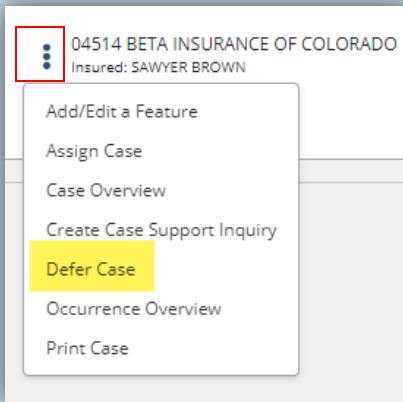 04514 BETA INSURANCE OF COLORADO
Insured: SAWYER BROWN
Add/Edit a Feature
Assign Case
Case Overview
Create Case Support Inquiry
Defer Case
Occurrence Overview
Print Case